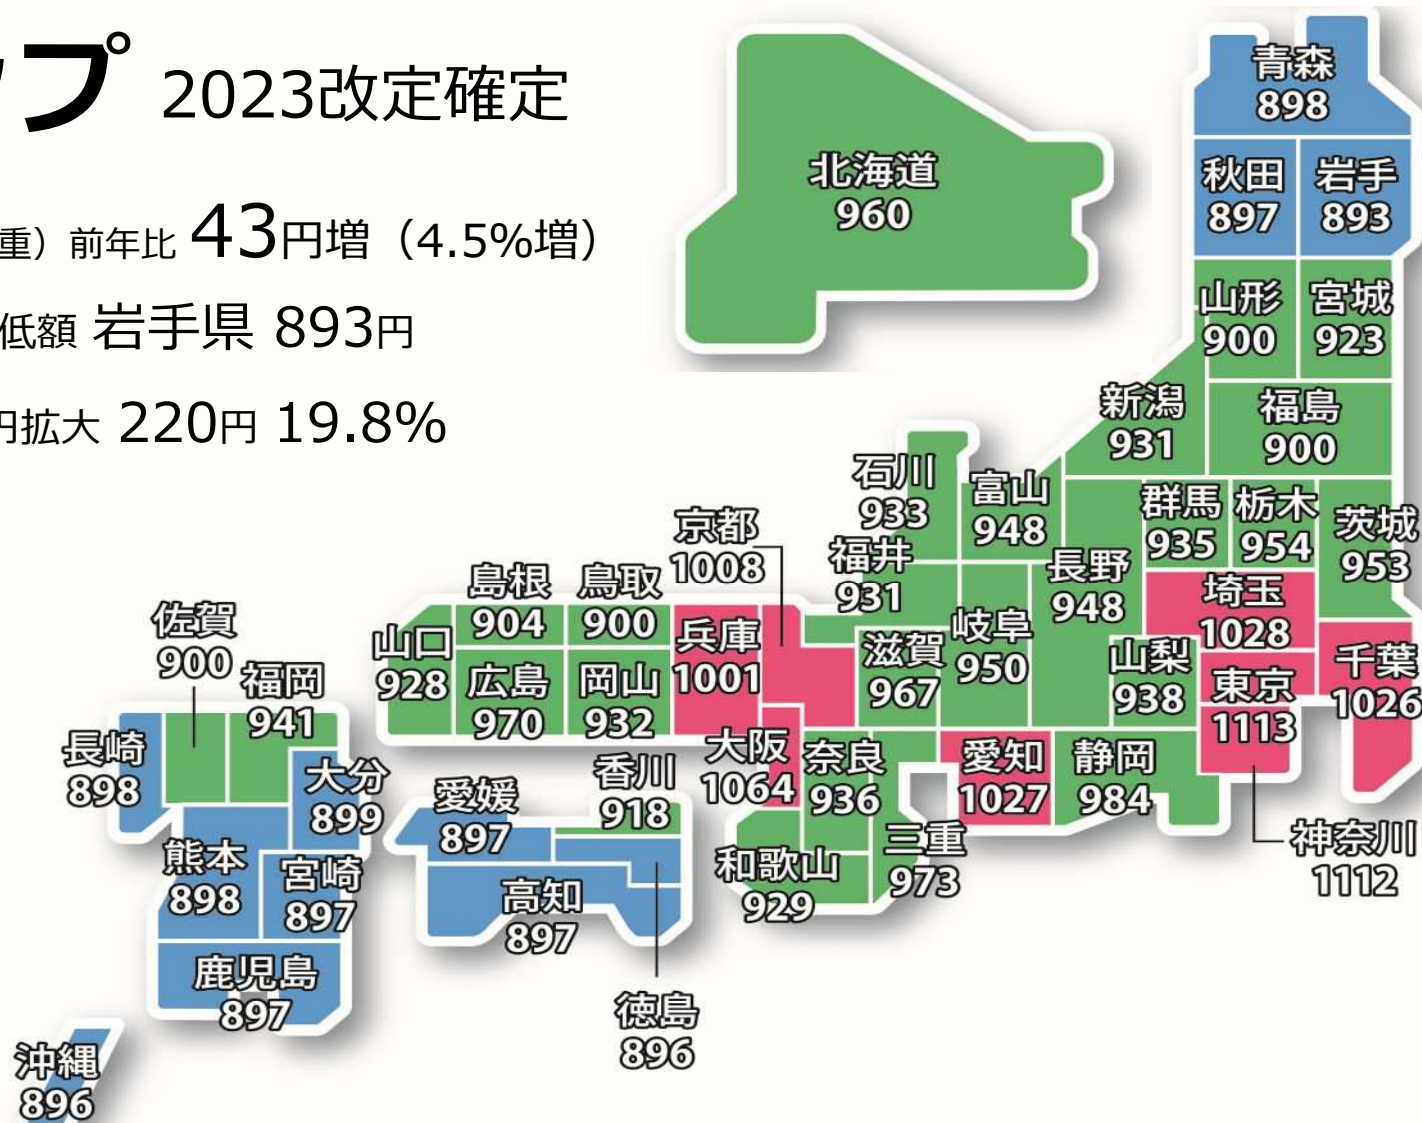 ップ 2023改定確定
重）前年比 43円増（4.5%増）
低額 岩手県 893円
円拡大 220円 19.8%
北海道
960
青森
898
秋田
897
岩手
893
山形
900
宮城
923
新潟
931
福島
900
石川
933
富山
948
群馬
935
栃木
954
茨城
953
京都
1008
福井
931
長野
948
島根
904
鳥取
900
埼玉
1028
佐賀
900
山口
928
兵庫
1001
滋賀
967
岐阜
950
山梨
938
東京
1113
千葉
1026
福岡
941
広島
970
岡山
932
長崎
898
大分
899
愛媛
897
香川
918
大阪
1064
奈良
936
愛知
1027
静岡
984
熊本
898
宮崎
897
高知
897
和歌山
929
三重
973
神奈川
1112
鹿児島
897
徳島
896
沖縄
896